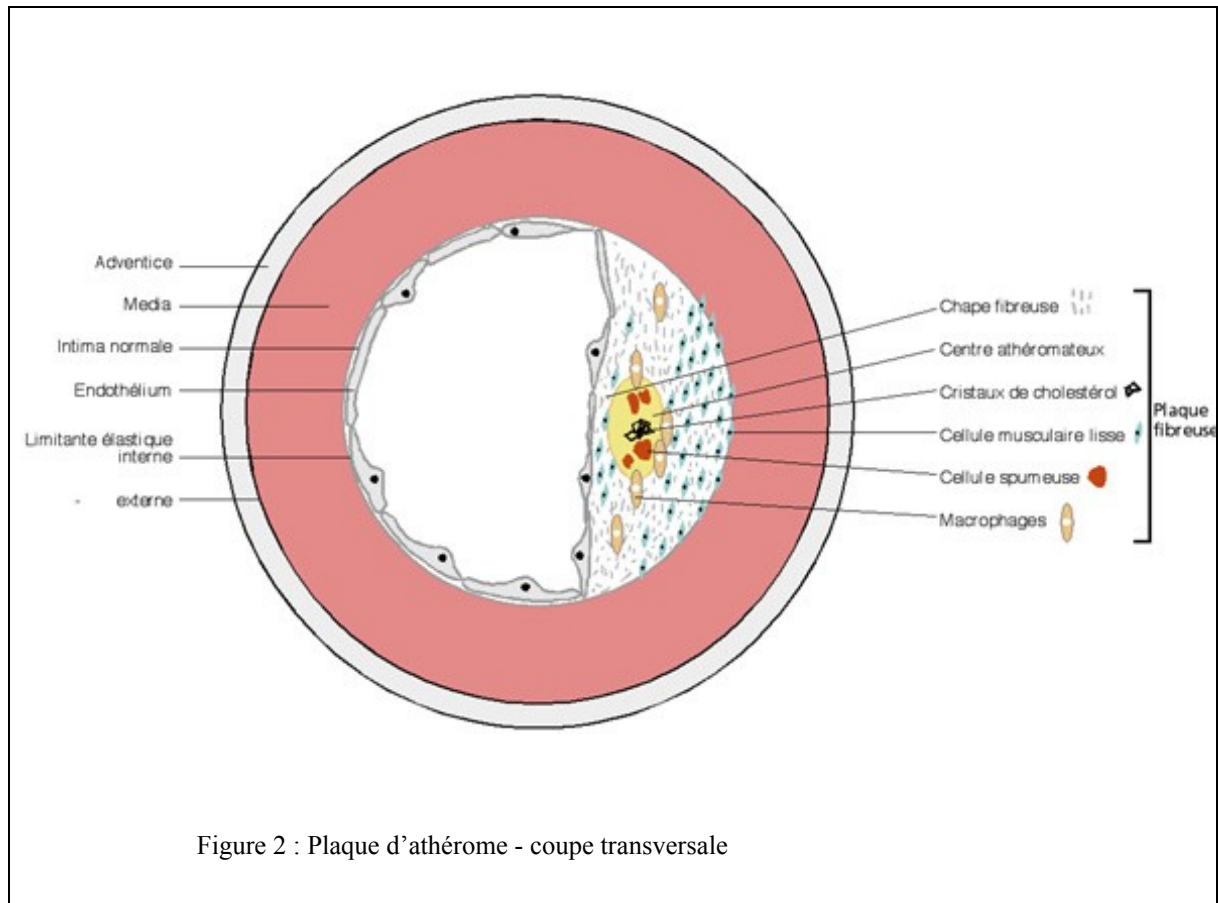 Adventice
Media
Intima normale
Endothélium
Limitante élastique
interne
- externe
Chape fibreuse
Centre athéromateux
Cristaux de cholestérol
Cellule musculaire lisse
Cellule spumeuse
Macrophages
Plaque
fibreuse
Figure 2 : Plaque d’athérome - coupe transversale